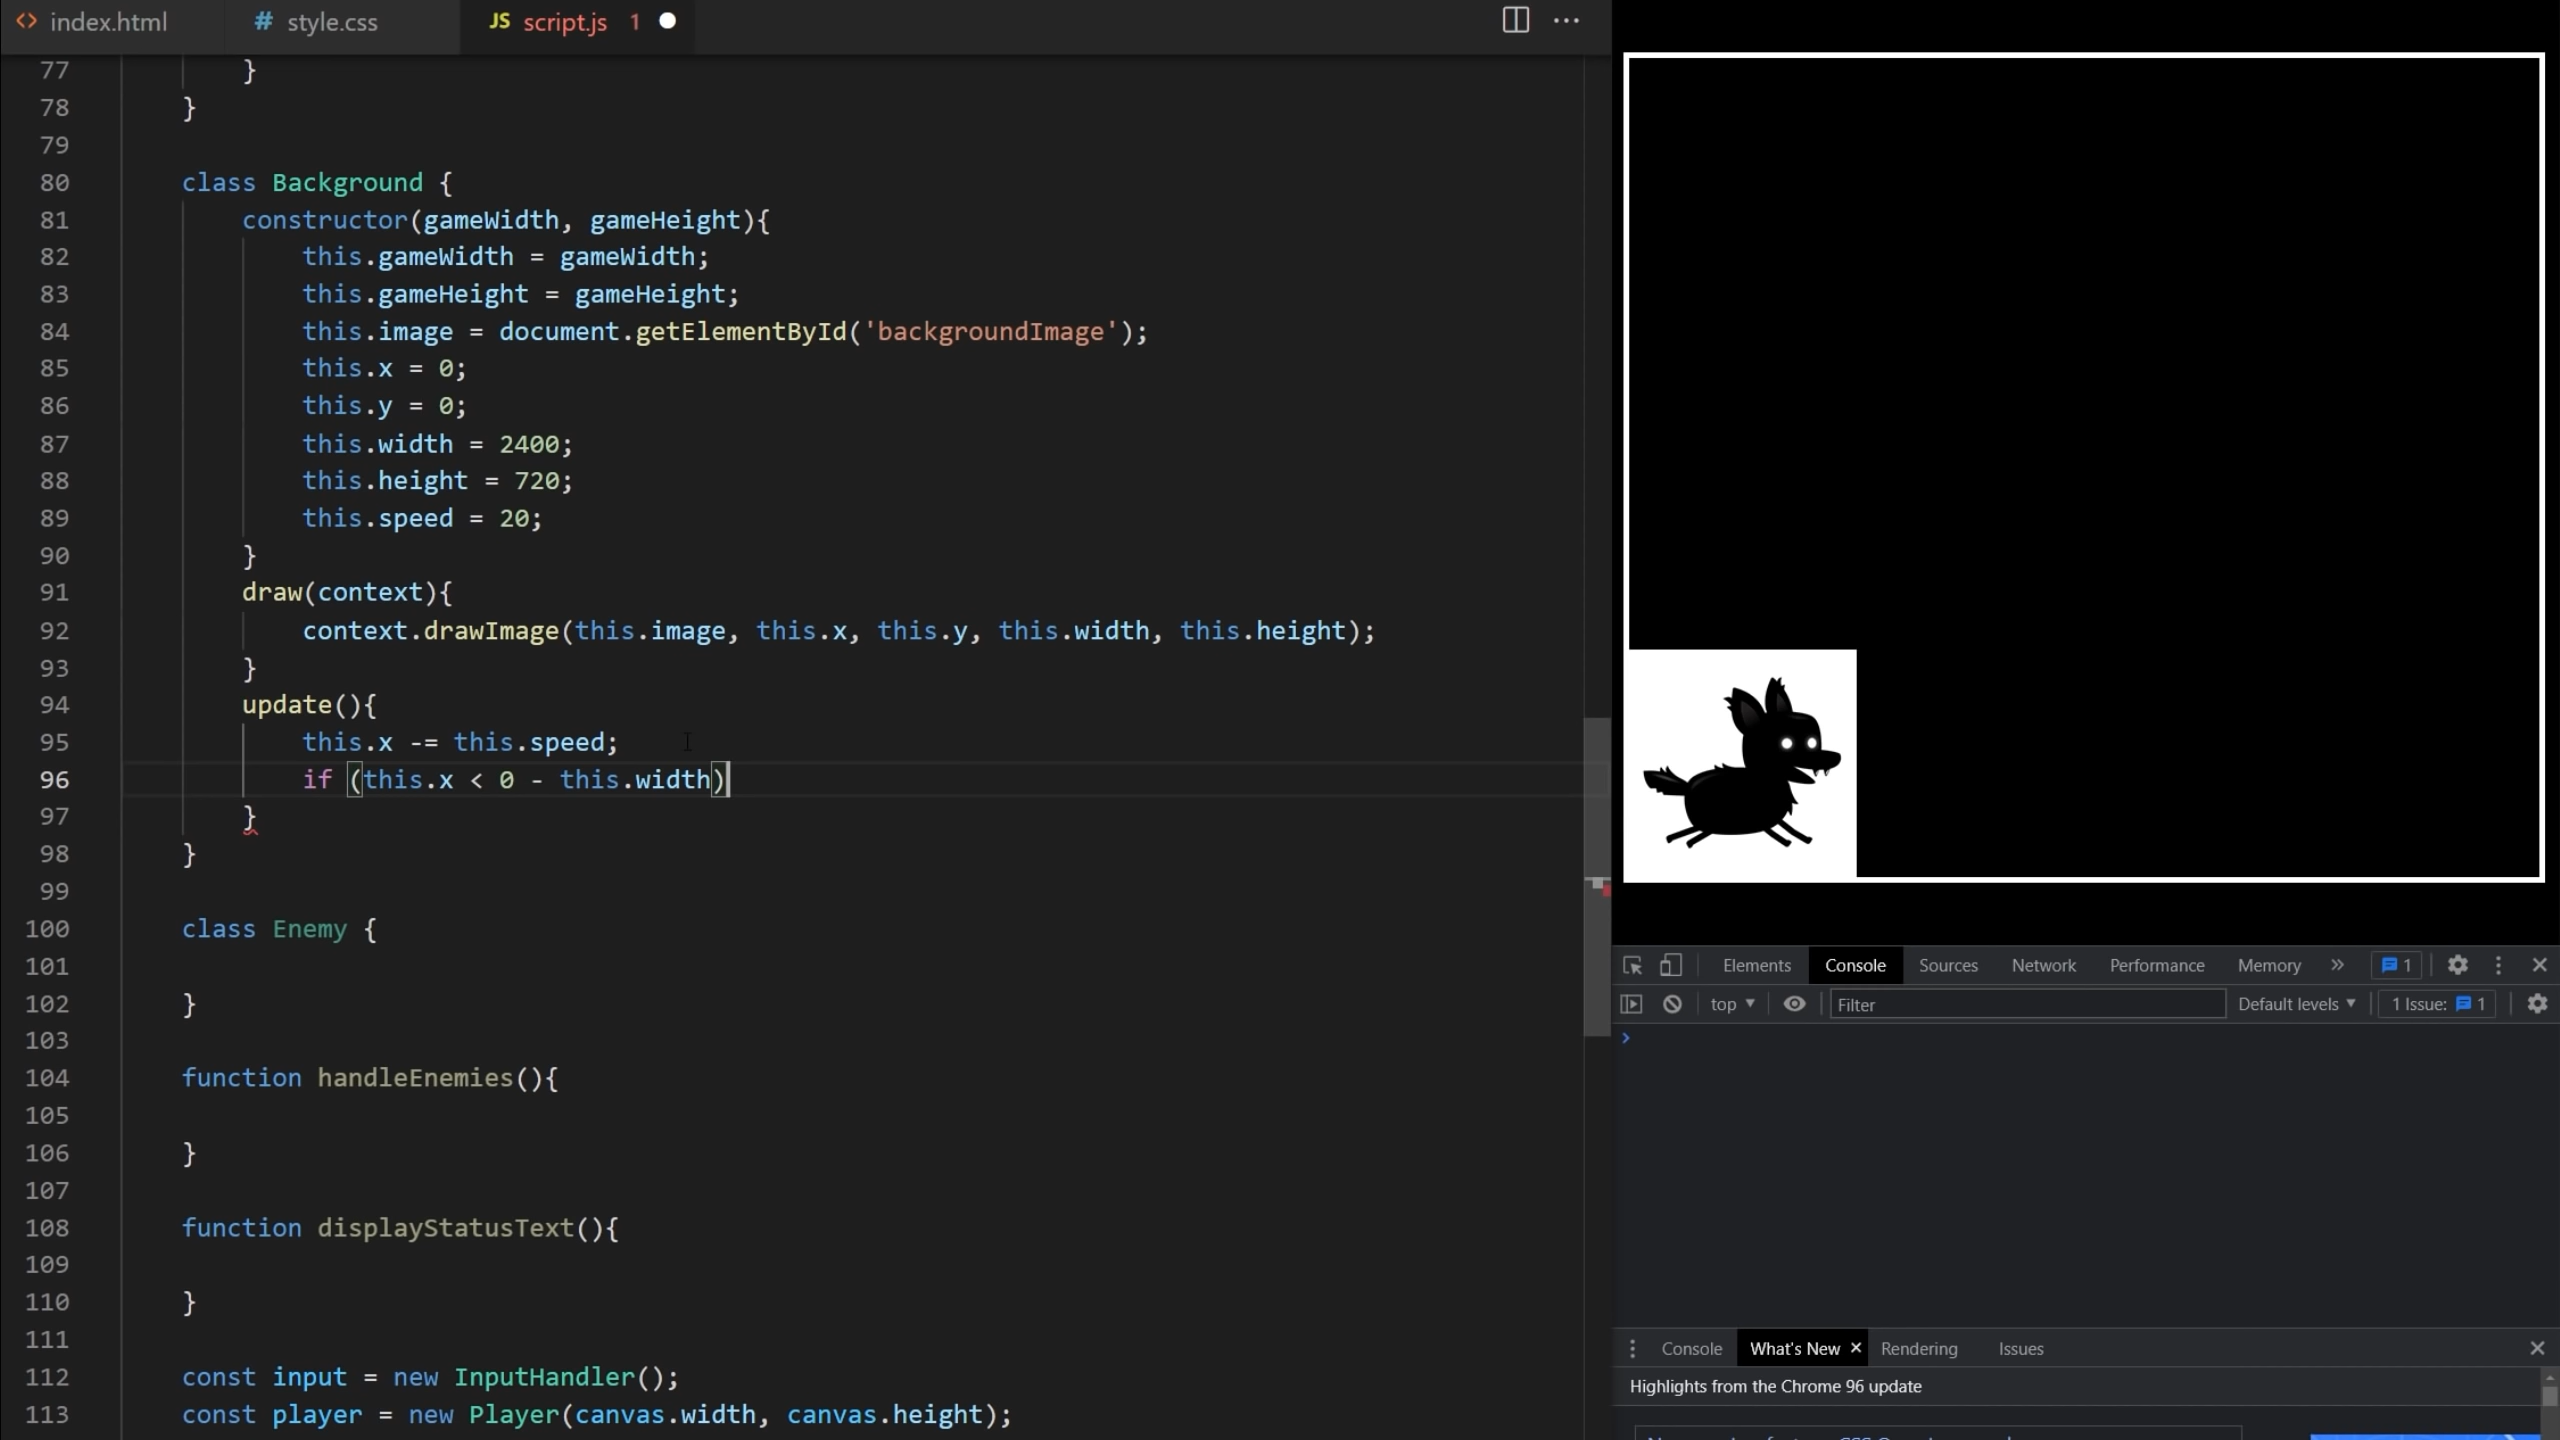 index.html # style.css JS script.js 1
77 }
78 }
79
80 class Background {
81 constructor(gameWidth, gameHeight){
82 this.gameWidth = gameWidth;
83 this.gameHeight = gameHeight;
84 this.image = document.getElementById('backgroundImage');
85 this.x = 0;
86 this.y = 0;
87 this.width = 2400;
88 this.height = 720;
89 this.speed = 20;
90 }
91 draw(context){
92 context.drawImage(this.image, this.x, this.y, this.width, this.height);
93 }
94 update(){
95 this.x -= this.speed;
96 if (this.x < 0 - this.width)
97 }
98 }
99
100 class Enemy {
101
102 }
103
104 function handleEnemies(){
105
106 }
107
108 function displayStatusText(){
109
110 }
111
112 const input = new InputHandler();
113 const player = new Player(canvas.width, canvas.height);
Elements Console Sources Network Performance Memory » 1
top Filter Default levels 1 Issue: 1
Console What's New × Rendering Issues
Highlights from the Chrome 96 update